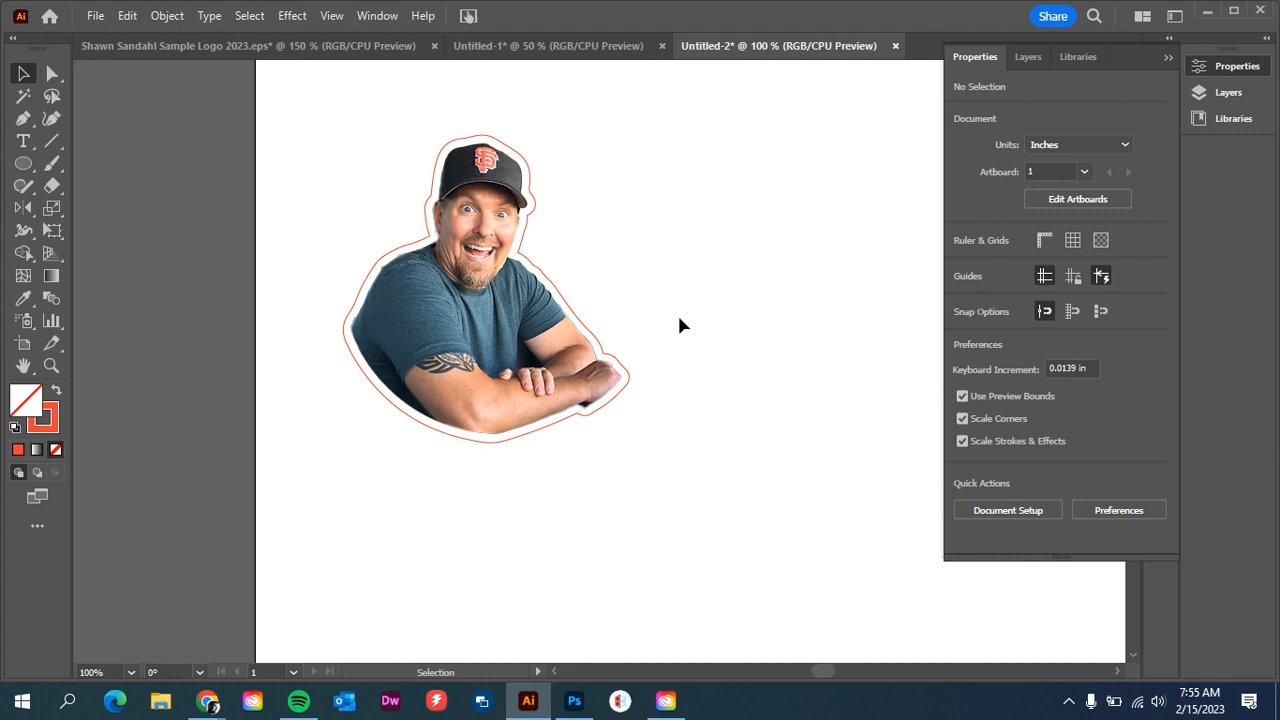 Ai File Edit Object Type Select Effect View Window Help Share
Shawn Sandahl Sample Logo 2023.eps* @ 150 % (RGB/CPU Preview) × Untitled-1* @ 50 % (RGB/CPU Preview) × Untitled-2* @ 100 % (RGB/CPU Preview) ×
Properties Layers Libraries
Properties
Layers
Libraries
No Selection
Document
Units: Inches
Artboard: 1
Edit Artboards
Ruler & Grids
Guides
Snap Options
Preferences
Keyboard Increment: 0.0139 in
Use Preview Bounds
Scale Corners
Scale Strokes & Effects
Quick Actions
Document Setup Preferences
SF
100% 0° 1 Selection
Dw Ai Ps
7:55 AM
2/15/2023